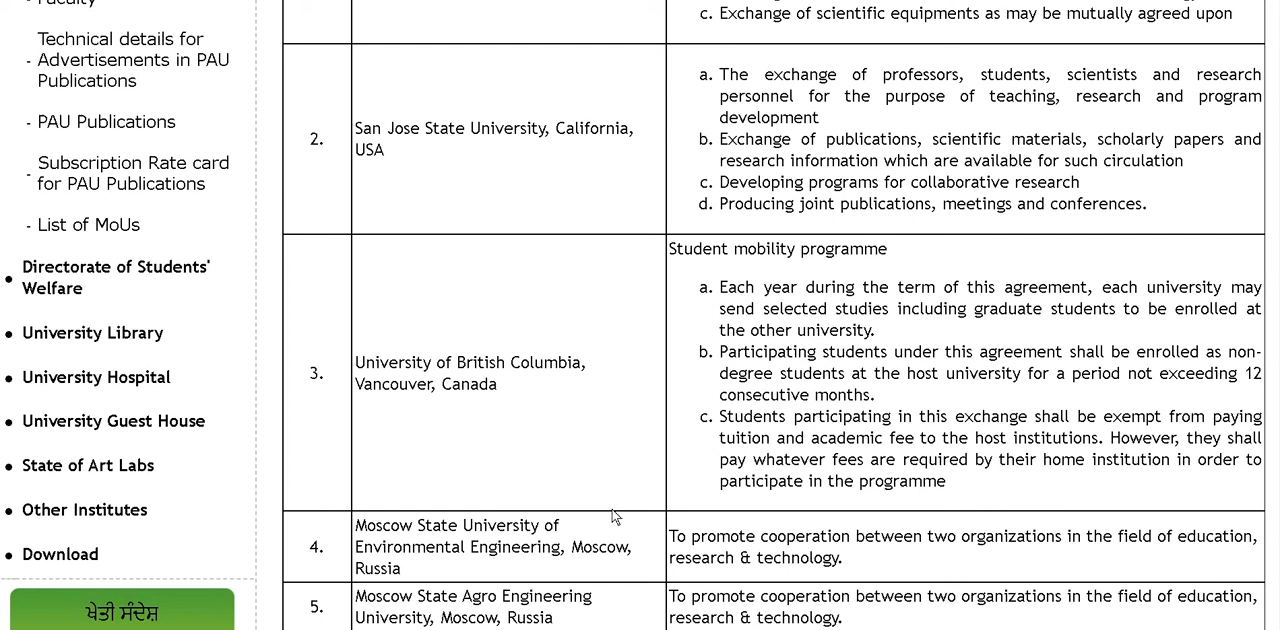 Technical details for
- Advertisements in PAU
Publications
- PAU Publications
- Subscription Rate card
for PAU Publications
- List of MoUs
• Directorate of Students'
Welfare
• University Library
• University Hospital
• University Guest House
• State of Art Labs
• Other Institutes
• Download
ਖੇਤੀ ਸੰਦੇਸ਼
c. Exchange of scientific equipments as may be mutually agreed upon
2.
San Jose State University, California,
USA
a. The exchange of professors, students, scientists and research
personnel for the purpose of teaching, research and program
development
b. Exchange of publications, scientific materials, scholarly papers and
research information which are available for such circulation
c. Developing programs for collaborative research
d. Producing joint publications, meetings and conferences.
3.
University of British Columbia,
Vancouver, Canada
Student mobility programme
a. Each year during the term of this agreement, each university may
send selected studies including graduate students to be enrolled at
the other university.
b. Participating students under this agreement shall be enrolled as non-
degree students at the host university for a period not exceeding 12
consecutive months.
c. Students participating in this exchange shall be exempt from paying
tuition and academic fee to the host institutions. However, they shall
pay whatever fees are required by their home institution in order to
participate in the programme
4.
Moscow State University of
Environmental Engineering, Moscow,
Russia
To promote cooperation between two organizations in the field of education,
research & technology.
5.
Moscow State Agro Engineering
University, Moscow, Russia
To promote cooperation between two organizations in the field of education,
research & technology.